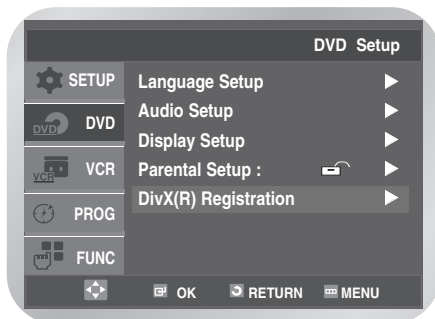 DVD Setup
SETUP
DVD DVD
VCR VCR
PROG
FUNC
Language Setup
Audio Setup
Display Setup
Parental Setup :
DivX(R) Registration
OK RETURN MENU